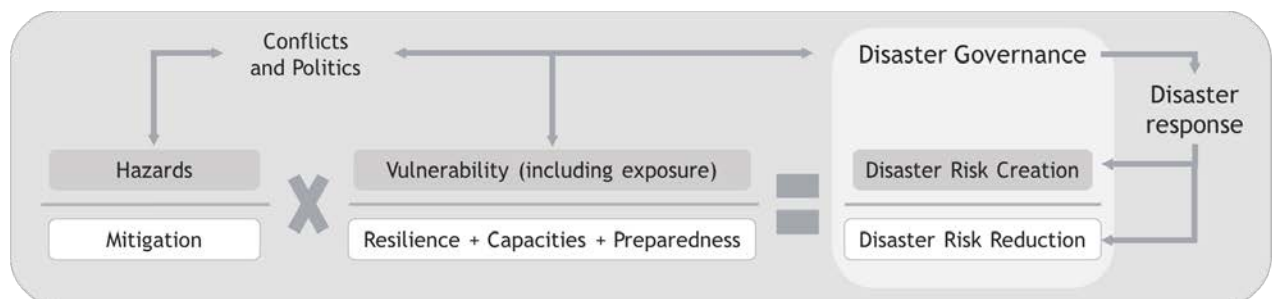 Conflicts
and Politics
Disaster Governance
Disaster
response
Hazards
Vulnerability (including exposure)
Disaster Risk Creation
Mitigation
Resilience + Capacities + Preparedness
Disaster Risk Reduction